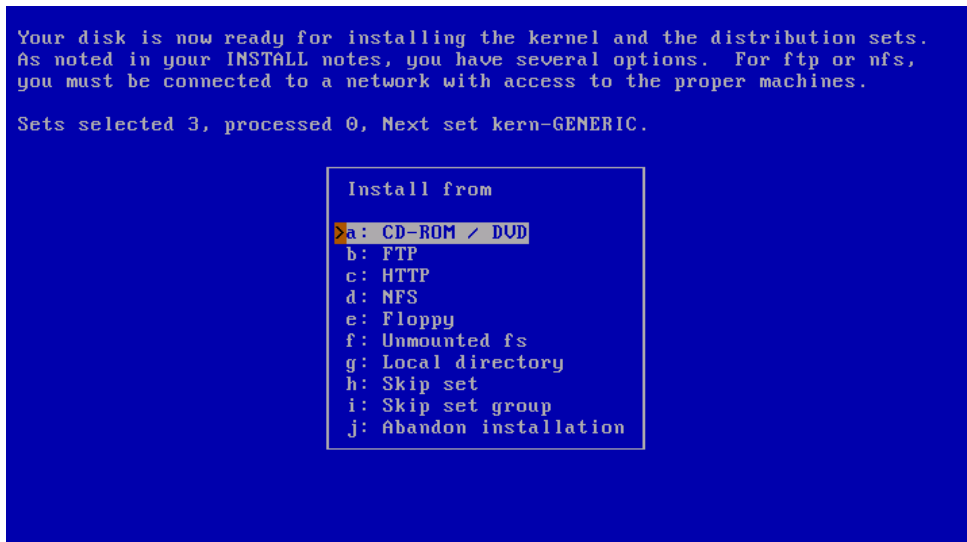 Your disk is now ready for installing the kernel and the distribution sets.
As noted in your INSTALL notes, you have several options.  For ftp or nfs,
you must be connected to a network with access to the proper machines.
Sets selected 3, processed 0, Next set kern-GENERIC.
Install from
>a: CD-ROM / DVD
b: FTP
c: HTTP
d: NFS
e: Floppy
f: Unmounted fs
g: Local directory
h: Skip set
i: Skip set group
j: Abandon installation